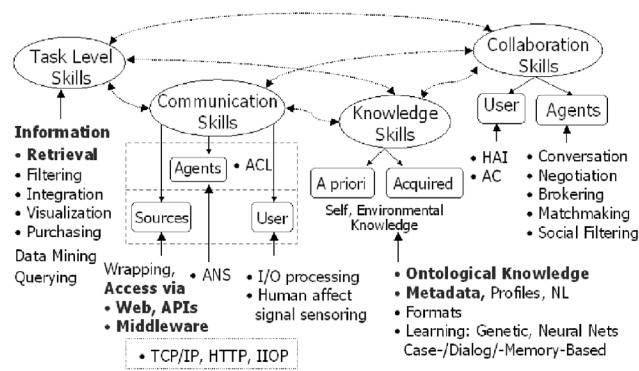 Task Level
Skills
Collaboration
Skills
Communication
Skills
Knowledge
Skills
User
Agents
Information
• Retrieval
• Filtering
• Integration
• Visualization
• Purchasing
Data Mining
Querying
Agents
• ACL
Sources
User
A priori
Acquired
Self, Environmental
Knowledge
• HAI
• AC
• Conversation
• Negotiation
• Brokering
• Matchmaking
• Social Filtering
Wrapping,
Access via
• Web, APIs
• Middleware
• ANS
• I/O processing
• Human affect
signal sensoring
• Ontological Knowledge
• Metadata, Profiles, NL
• Formats
• Learning: Genetic, Neural Nets
Case-/Dialog/-Memory-Based
• TCP/IP, HTTP, IIOP